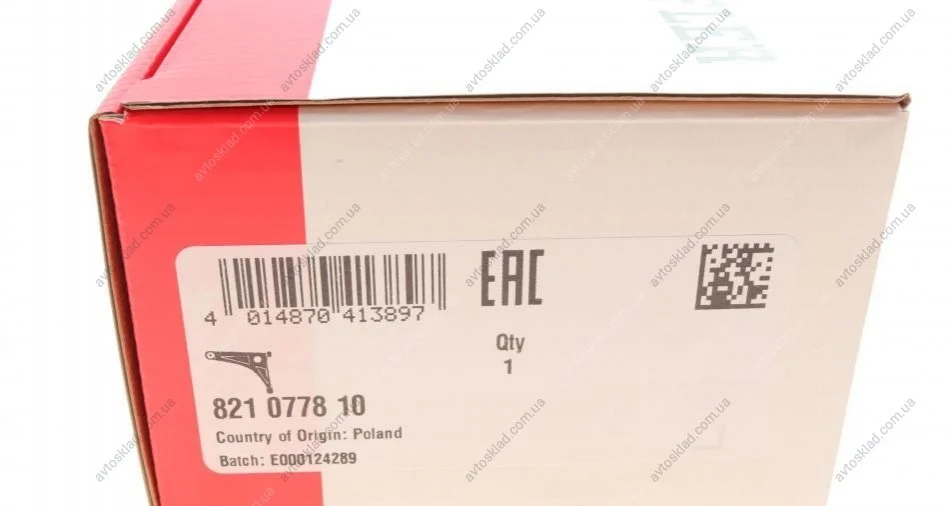 EAC
4 014870 413897
Qty
1
821 0778 10
Country of Origin: Poland
Batch: E000124289
avtosklad.com.ua